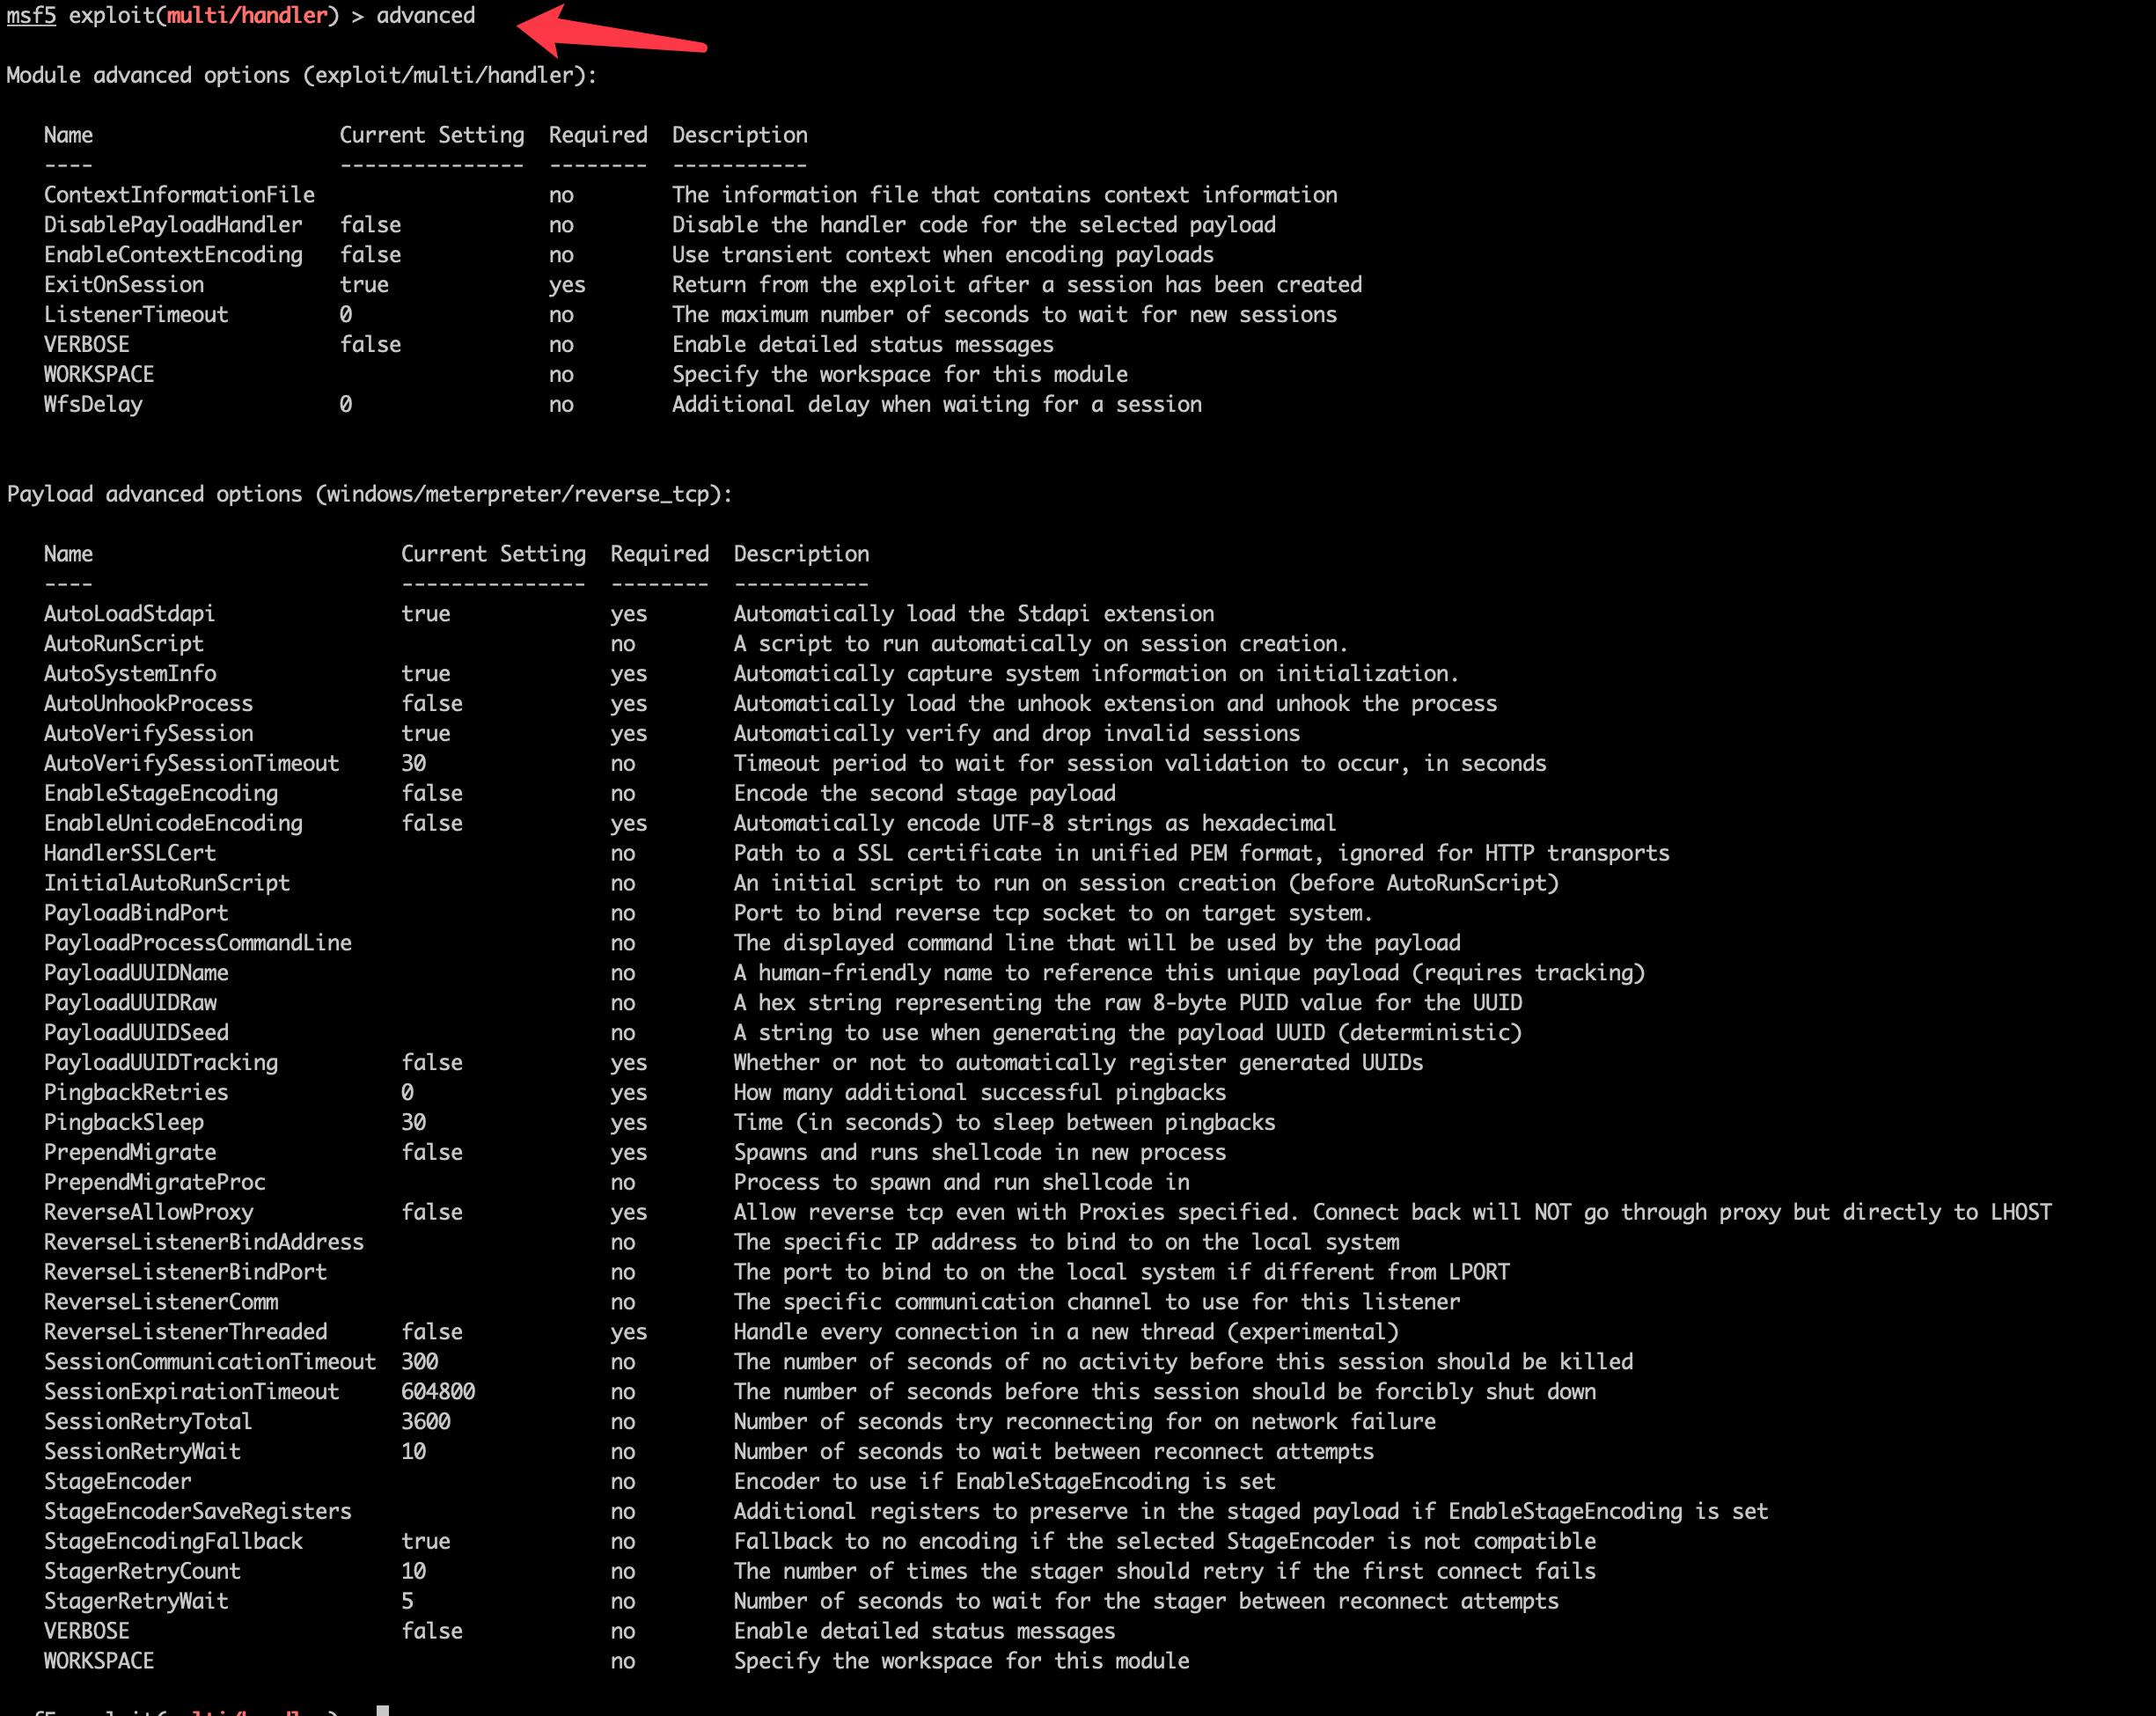 msf5 exploit(multi/handler) > advanced
Module advanced options (exploit/multi/handler):
Name Current Setting Required Description
---- --------------- -------- -----------
ContextInformationFile no The information file that contains context information
DisablePayloadHandler false no Disable the handler code for the selected payload
EnableContextEncoding false no Use transient context when encoding payloads
ExitOnSession true yes Return from the exploit after a session has been created
ListenerTimeout 0 no The maximum number of seconds to wait for new sessions
VERBOSE false no Enable detailed status messages
WORKSPACE no Specify the workspace for this module
WfsDelay 0 no Additional delay when waiting for a session
Payload advanced options (windows/meterpreter/reverse_tcp):
Name Current Setting Required Description
---- --------------- -------- -----------
AutoLoadStdapi true yes Automatically load the Stdapi extension
AutoRunScript no A script to run automatically on session creation.
AutoSystemInfo true yes Automatically capture system information on initialization.
AutoUnhookProcess false yes Automatically load the unhook extension and unhook the process
AutoVerifySession true yes Automatically verify and drop invalid sessions
AutoVerifySessionTimeout 30 no Timeout period to wait for session validation to occur, in seconds
EnableStageEncoding false no Encode the second stage payload
EnableUnicodeEncoding false yes Automatically encode UTF-8 strings as hexadecimal
HandlerSSLCert no Path to a SSL certificate in unified PEM format, ignored for HTTP transports
InitialAutoRunScript no An initial script to run on session creation (before AutoRunScript)
PayloadBindPort no Port to bind reverse tcp socket to on target system.
PayloadProcessCommandLine no The displayed command line that will be used by the payload
PayloadUUIDName no A human-friendly name to reference this unique payload (requires tracking)
PayloadUUIDRaw no A hex string representing the raw 8-byte PUID value for the UUID
PayloadUUIDSeed no A string to use when generating the payload UUID (deterministic)
PayloadUUIDTracking false yes Whether or not to automatically register generated UUIDs
PingbackRetries 0 yes How many additional successful pingbacks
PingbackSleep 30 yes Time (in seconds) to sleep between pingbacks
PrependMigrate false yes Spawns and runs shellcode in new process
PrependMigrateProc no Process to spawn and run shellcode in
ReverseAllowProxy false yes Allow reverse tcp even with Proxies specified. Connect back will NOT go through proxy but directly to LHOST
ReverseListenerBindAddress no The specific IP address to bind to on the local system
ReverseListenerBindPort no The port to bind to on the local system if different from LPORT
ReverseListenerComm no The specific communication channel to use for this listener
ReverseListenerThreaded false yes Handle every connection in a new thread (experimental)
SessionCommunicationTimeout 300 no The number of seconds of no activity before this session should be killed
SessionExpirationTimeout 604800 no The number of seconds before this session should be forcibly shut down
SessionRetryTotal 3600 no Number of seconds try reconnecting for on network failure
SessionRetryWait 10 no Number of seconds to wait between reconnect attempts
StageEncoder no Encoder to use if EnableStageEncoding is set
StageEncoderSaveRegisters no Additional registers to preserve in the staged payload if EnableStageEncoding is set
StageEncodingFallback true no Fallback to no encoding if the selected StageEncoder is not compatible
StagerRetryCount 10 no The number of times the stager should retry if the first connect fails
StagerRetryWait 5 no Number of seconds to wait for the stager between reconnect attempts
VERBOSE false no Enable detailed status messages
WORKSPACE no Specify the workspace for this module